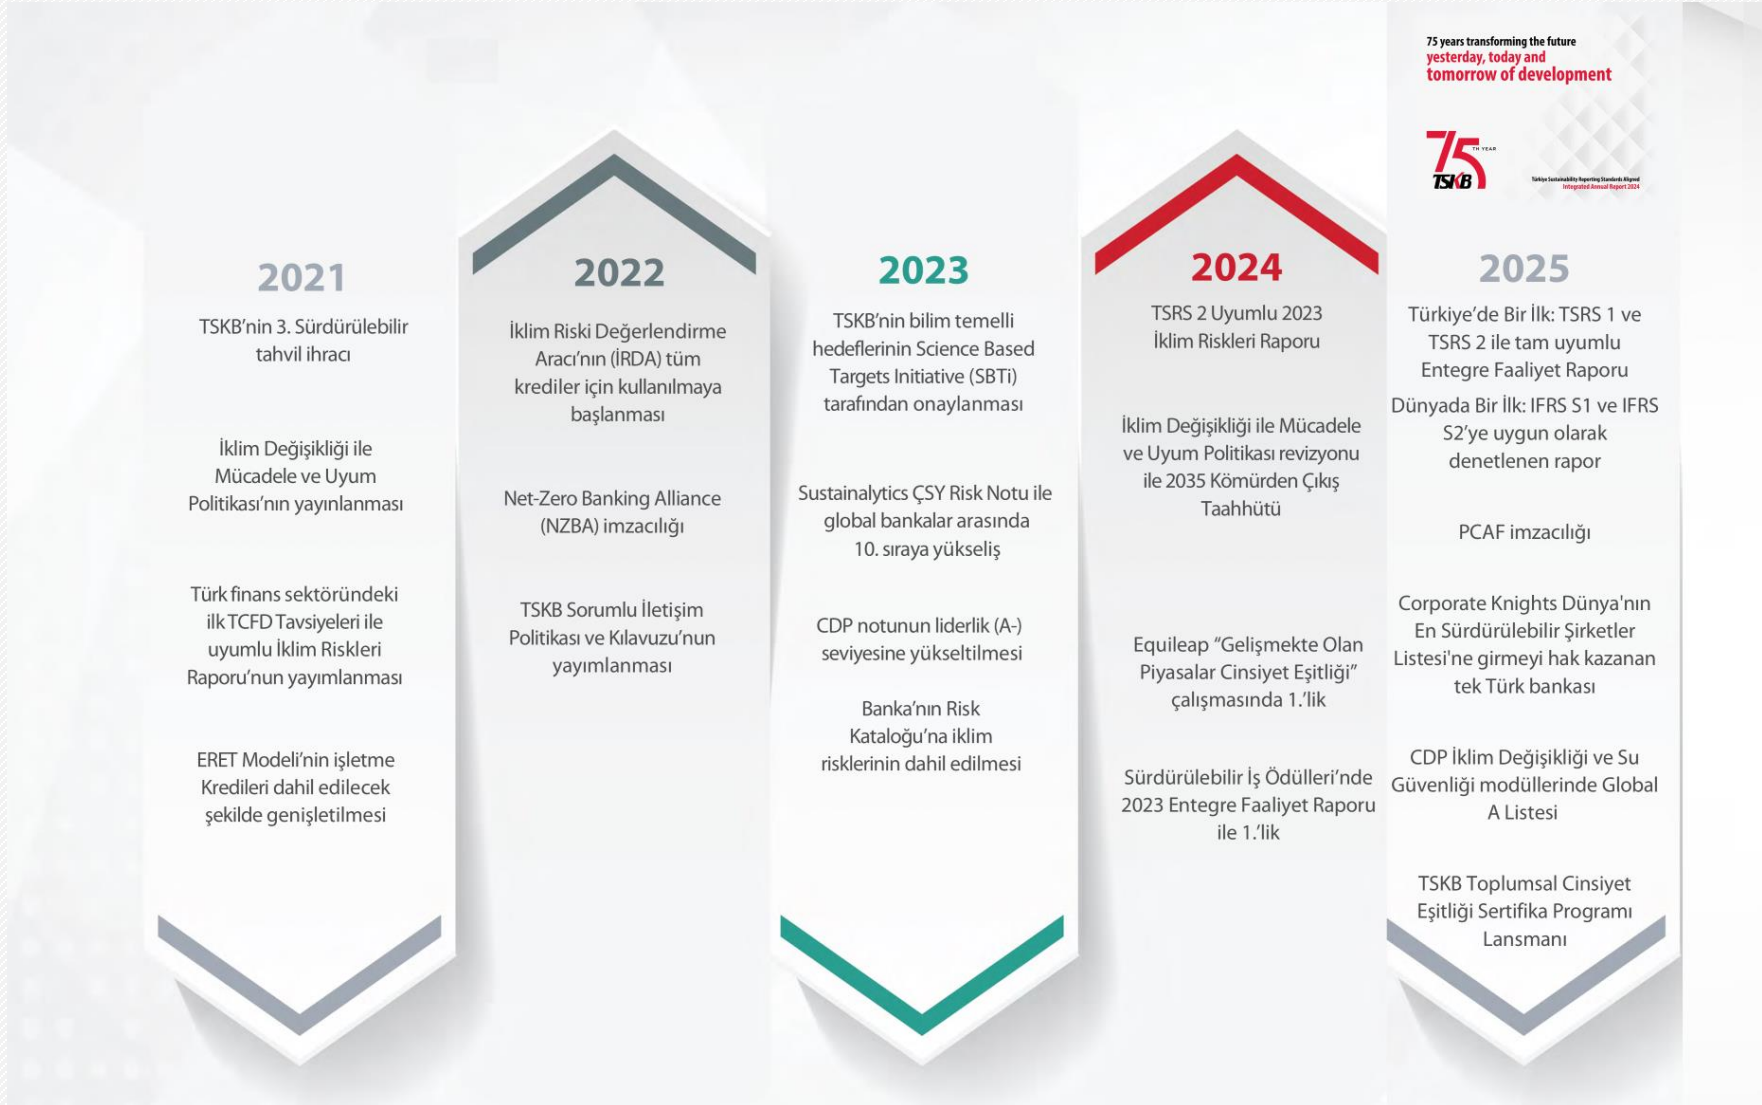 75 years transforming the future
yesterday, today and
tomorrow of development
75
TH YEAR
TSKB
Türkiye Sustainability Reporting Standards Aligned
Integrated Annual Report 2024
2021
TSKB’nin 3. Sürdürülebilir
tahvil ihracı
İklim Değişikliği ile
Mücadele ve Uyum
Politikası’nın yayınlanması
Türk finans sektöründeki
ilk TCFD Tavsiyeleri ile
uyumlu İklim Riskleri
Raporu’nun yayımlanması
ERET Modeli’nin işletme
Kredileri dahil edilecek
şekilde genişletilmesi
2022
İklim Riski Değerlendirme
Aracı’nın (İRDA) tüm
krediler için kullanılmaya
başlanması
Net-Zero Banking Alliance
(NZBA) imzacılığı
TSKB Sorumlu İletişim
Politikası ve Kılavuzu’nun
yayımlanması
2023
TSKB’nin bilim temelli
hedeflerinin Science Based
Targets Initiative (SBTi)
tarafından onaylanması
Sustainalytics ÇSY Risk Notu ile
global bankalar arasında
10. sıraya yükseliş
CDP notunun liderlik (A-)
seviyesine yükseltilmesi
Banka’nın Risk
Kataloğu’na iklim
risklerinin dahil edilmesi
2024
TSRS 2 Uyumlu 2023
İklim Riskleri Raporu
İklim Değişikliği ile Mücadele
ve Uyum Politikası revizyonu
ile 2035 Kömürden Çıkış
Taahhütü
Equileap “Gelişmekte Olan
Piyasalar Cinsiyet Eşitliği”
çalışmasında 1.’lik
Sürdürülebilir İş Ödülleri’nde
2023 Entegre Faaliyet Raporu
ile 1.’lik
2025
Türkiye’de Bir İlk: TSRS 1 ve
TSRS 2 ile tam uyumlu
Entegre Faaliyet Raporu
Dünyada Bir İlk: IFRS S1 ve IFRS
S2’ye uygun olarak
denetlenen rapor
PCAF imzacılığı
Corporate Knights Dünya'nın
En Sürdürülebilir Şirketler
Listesi'ne girmeyi hak kazanan
tek Türk bankası
CDP İklim Değişikliği ve Su
Güvenliği modüllerinde Global
A Listesi
TSKB Toplumsal Cinsiyet
Eşitliği Sertifika Programı
Lansmanı